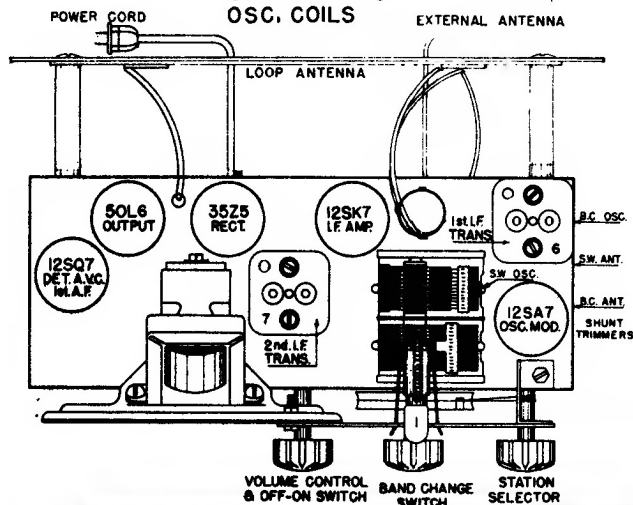 OSC. COILS
POWER CORD
EXTERNAL ANTENNA
LOOP ANTENNA
50L6
OUTPUT
35Z5
RECT.
12SK7
I.F. AMP.
1st. I.F.
TRANS.
6
B.C. OSC.
12SQ7
DET. A.V.C.
1st. A.F.
S.W. ANT.
S.W. OSC.
7
2nd. I.F.
TRANS.
12SA7
OSC. MOD.
B.C. ANT.
SHUNT
TRIMMERS
VOLUME CONTROL
& OFF-ON SWITCH
BAND CHANGE
SWITCH
STATION
SELECTOR